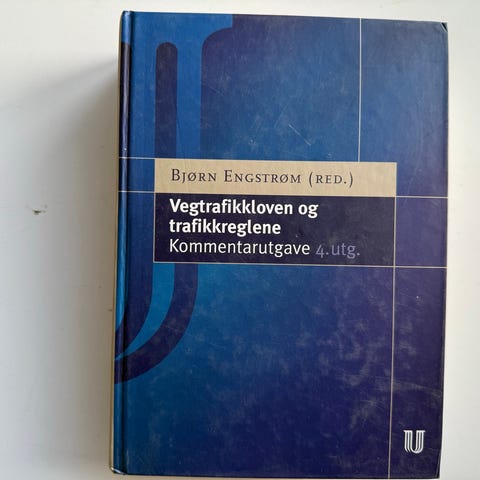 BJØRN ENGSTRØM (RED.)
Vegtrafikkloven og
trafikkreglene
Kommentarutgave 4.utg.
U